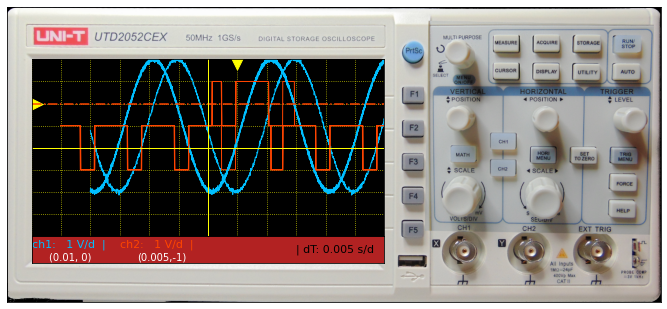 UNI-T UTD2052CEX 50MHz 1GS/s DIGITAL STORAGE OSCILLOSCOPE
ch1: 1 V/d | ch2: 1 V/d | | dT: 0.005 s/d
(0.01, 0) (0.005,-1)
PrtSc
F1
F2
F3
F4
F5
MULTI PURPOSE
SELECT
MEASURE ACQUIRE STORAGE RUN/
STOP
CURSOR DISPLAY UTILITY AUTO
VERTICAL HORIZONTAL TRIGGER
POSITION POSITION LEVEL
CH1
MATH HORI
MENU SET
TO ZERO TRIG
MENU
CH2
SCALE SCALE FORCE
HELP
VOLTS/DIV SEC/DIV
CH1 CH2 EXT TRIG
X Y
All Inputs
CAT II